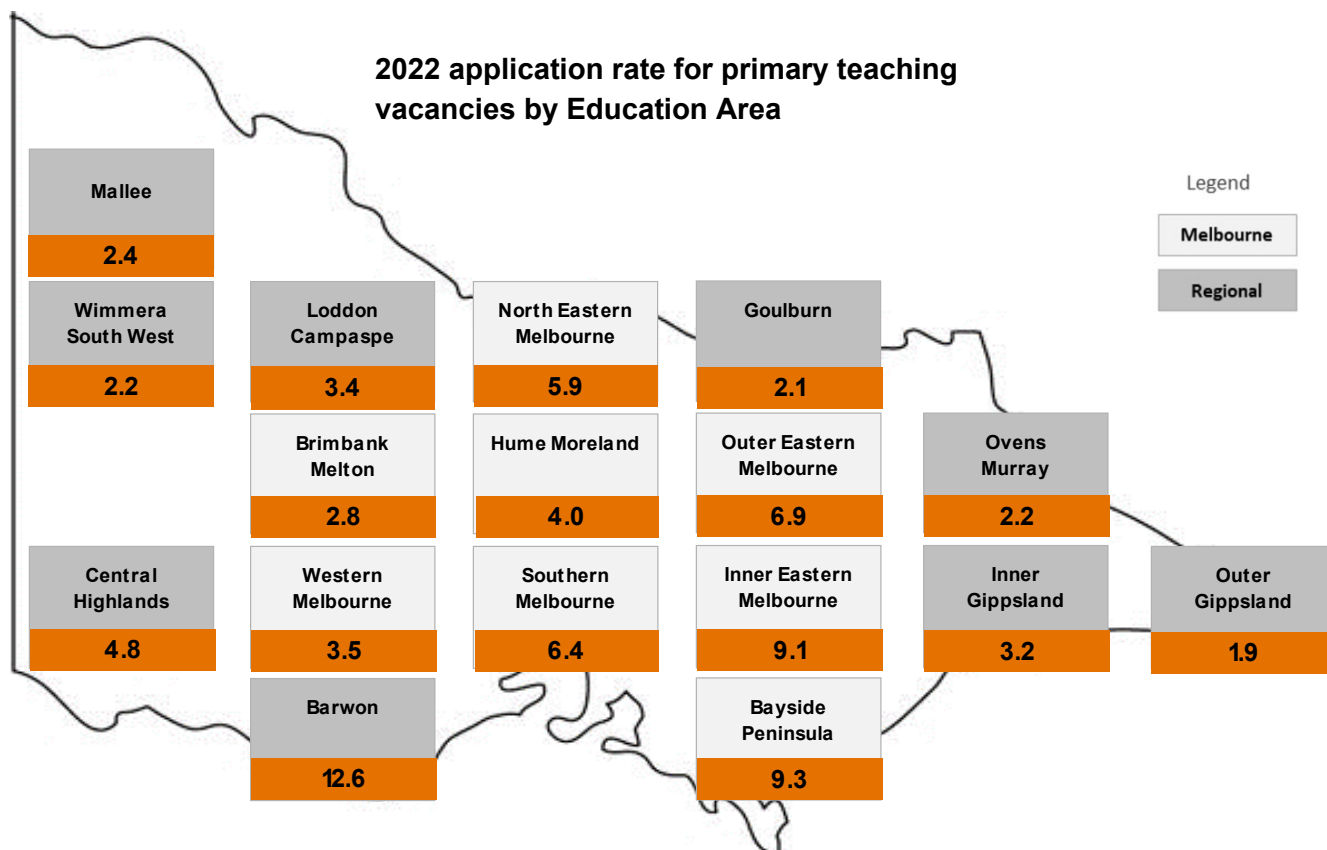 2022 application rate for primary teaching
vacancies by Education Area
Legend
Melbourne
Regional
Mallee
2.4
Wimmera
South West
2.2
Loddon
Campaspe
3.4
North Eastern
Melbourne
5.9
Goulburn
2.1
Brimbank
Melton
2.8
Hume Moreland
4.0
Outer Eastern
Melbourne
6.9
Ovens
Murray
2.2
Central
Highlands
4.8
Western
Melbourne
3.5
Southern
Melbourne
6.4
Inner Eastern
Melbourne
9.1
Inner
Gippsland
3.2
Outer
Gippsland
1.9
Barwon
12.6
Bayside
Peninsula
9.3